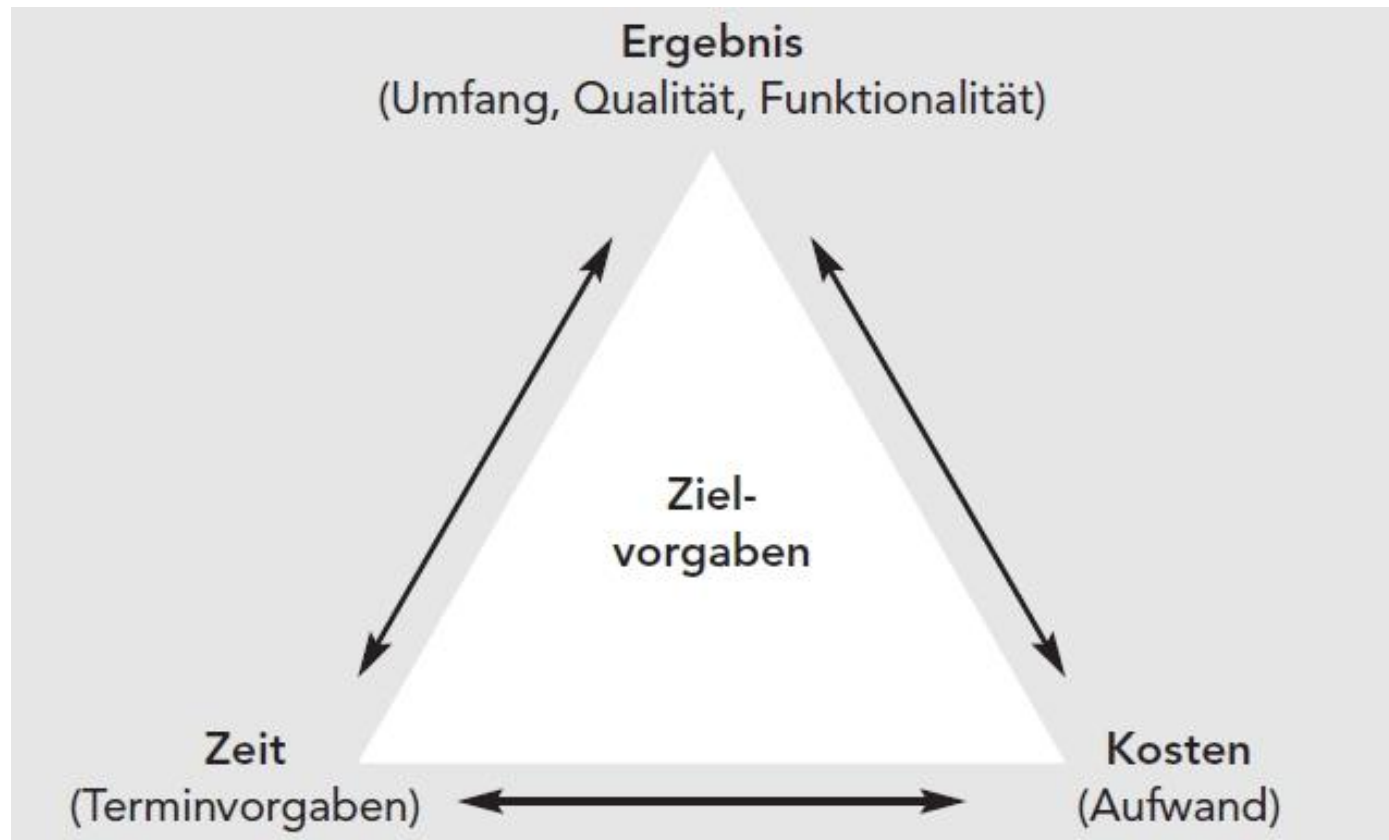 Ergebnis
(Umfang, Qualität, Funktionalität)
Ziel-
vorgaben
Zeit
(Terminvorgaben)
Kosten
(Aufwand)